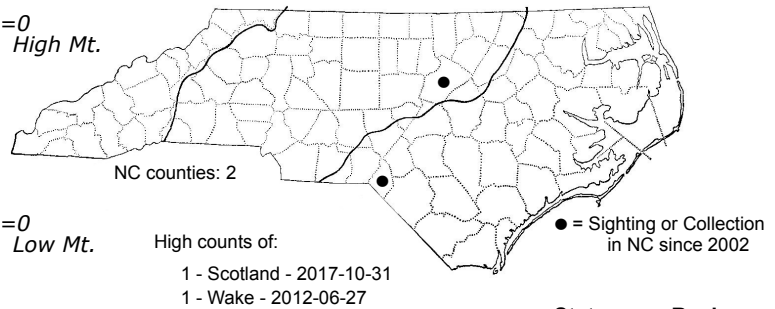 =0
High Mt.
NC counties: 2
=0
Low Mt.
High counts of:
1 - Scotland - 2017-10-31
1 - Wake - 2012-06-27
● = Sighting or Collection
in NC since 2002